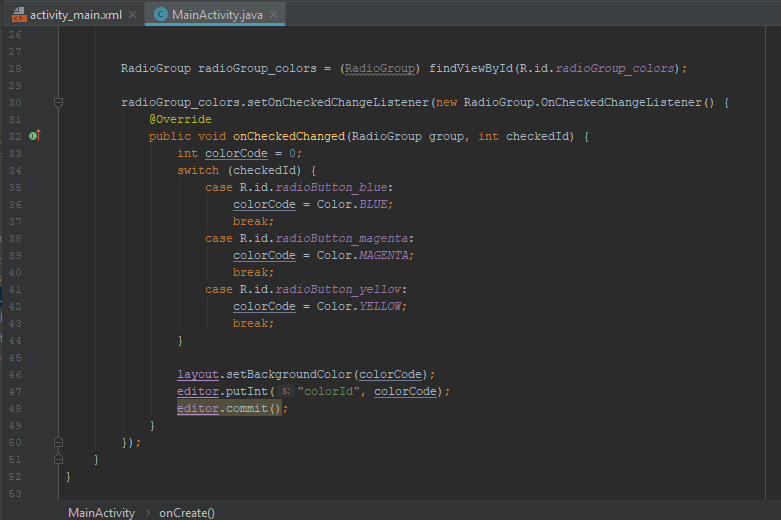 activity_main.xml MainActivity.java
26
27
28 RadioGroup radioGroup_colors = (RadioGroup) findViewById(R.id.radioGroup_colors);
29
30 radioGroup_colors.setOnCheckedChangeListener(new RadioGroup.OnCheckedChangeListener() {
31 @Override
32 public void onCheckedChanged(RadioGroup group, int checkedId) {
33 int colorCode = 0;
34 switch (checkedId) {
35 case R.id.radioButton_blue:
36 colorCode = Color.BLUE;
37 break;
38 case R.id.radioButton_magenta:
39 colorCode = Color.MAGENTA;
40 break;
41 case R.id.radioButton_yellow:
42 colorCode = Color.YELLOW;
43 break;
44 }
45
46 layout.setBackgroundColor(colorCode);
47 editor.putInt( s: "colorId", colorCode);
48 editor.commit();
49 }
50 });
51 }
52 }
53
MainActivity › onCreate()